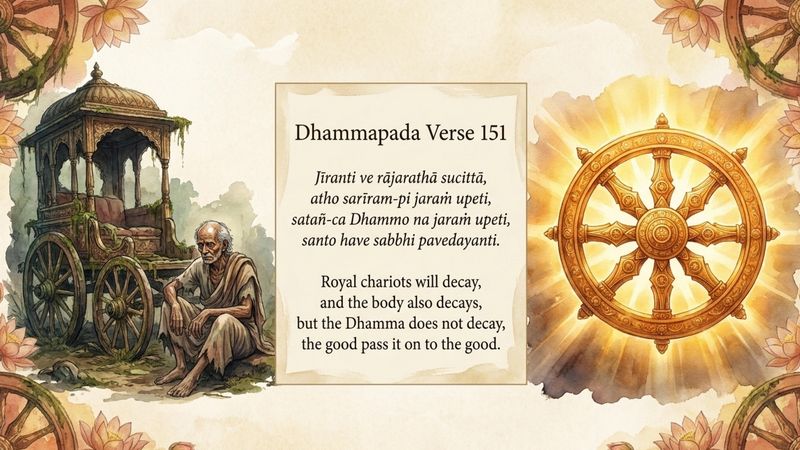 Dhammapada Verse 151
Jīranti ve rājarathā sucittā,
atho sarīram-pi jaraṁ upeti,
satañ-ca Dhammo na jaraṁ upeti,
santo have sabbhi pavedayanti.
Royal chariots will decay,
and the body also decays,
but the Dhamma does not decay,
the good pass it on to the good.